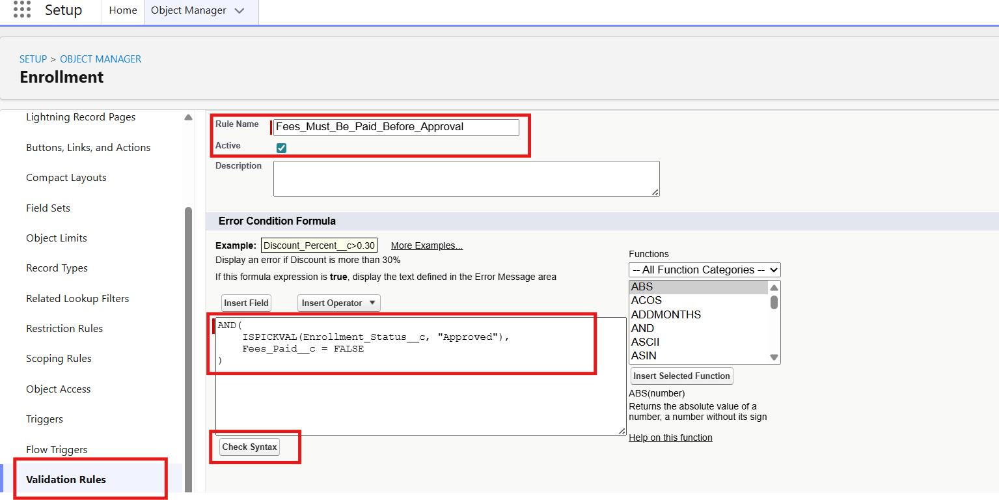 Setup
Home
Object Manager
SETUP > OBJECT MANAGER
Enrollment
Lightning Record Pages
Buttons, Links, and Actions
Compact Layouts
Field Sets
Object Limits
Record Types
Related Lookup Filters
Restriction Rules
Scoping Rules
Object Access
Triggers
Flow Triggers
Validation Rules
Rule Name
Fees_Must_Be_Paid_Before_Approval
Active
Description
Error Condition Formula
Example: Discount_Percent__c>0.30 More Examples...
Display an error if Discount is more than 30%
If this formula expression is true, display the text defined in the Error Message area
Insert Field
Insert Operator
AND(
    ISPICKVAL(Enrollment_Status__c, "Approved"),
    Fees_Paid__c = FALSE
)
Check Syntax
Functions
-- All Function Categories --
ABS
ACOS
ADDMONTHS
AND
ASCII
ASIN
Insert Selected Function
ABS(number)
Returns the absolute value of a
number, a number without its sign
Help on this function